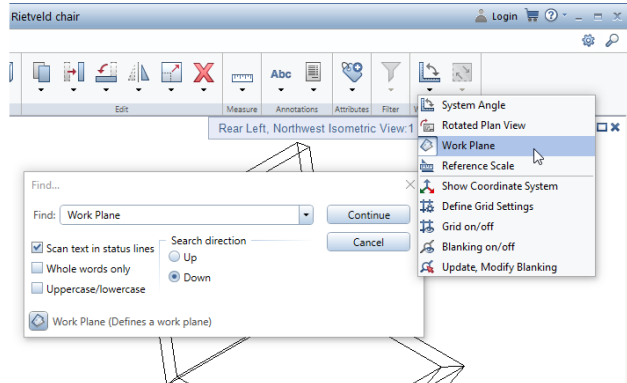 Rietveld chair
Login
Abc
Edit
Measure
Annotations
Attributes
Filter
Rear Left, Northwest Isometric View:1
System Angle
Rotated Plan View
Work Plane
Reference Scale
Show Coordinate System
Define Grid Settings
Grid on/off
Blanking on/off
Update, Modify Blanking
Find...
Find:
Work Plane
Continue
Cancel
Scan text in status lines
Whole words only
Uppercase/lowercase
Search direction
Up
Down
Work Plane (Defines a work plane)